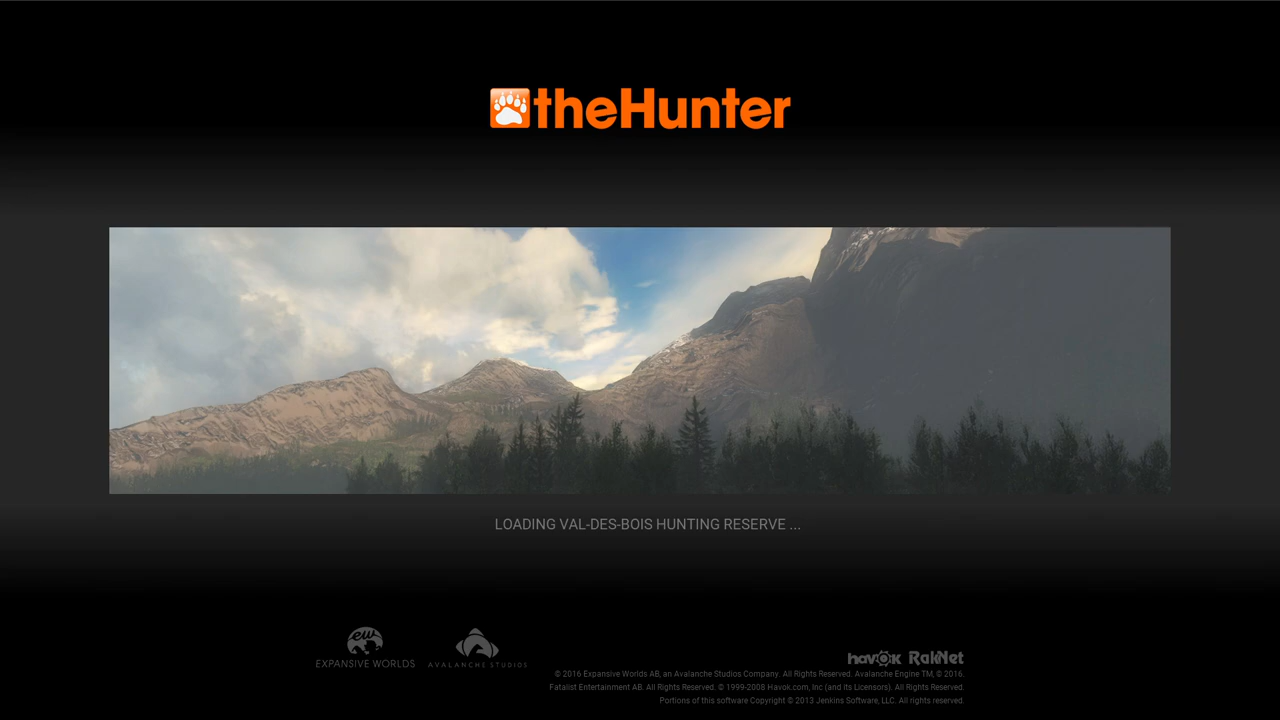 theHunter
LOADING VAL-DES-BOIS HUNTING RESERVE ...
ew
EXPANSIVE WORLDS
AVALANCHE STUDIOS
havok RakNet
© 2016 Expansive Worlds AB, an Avalanche Studios Company. All Rights Reserved. Avalanche Engine TM, © 2016.
Fatalist Entertainment AB. All Rights Reserved. © 1999-2008 Havok.com, Inc (and its Licensors). All Rights Reserved.
Portions of this software Copyright © 2013 Jenkins Software, LLC. All rights reserved.